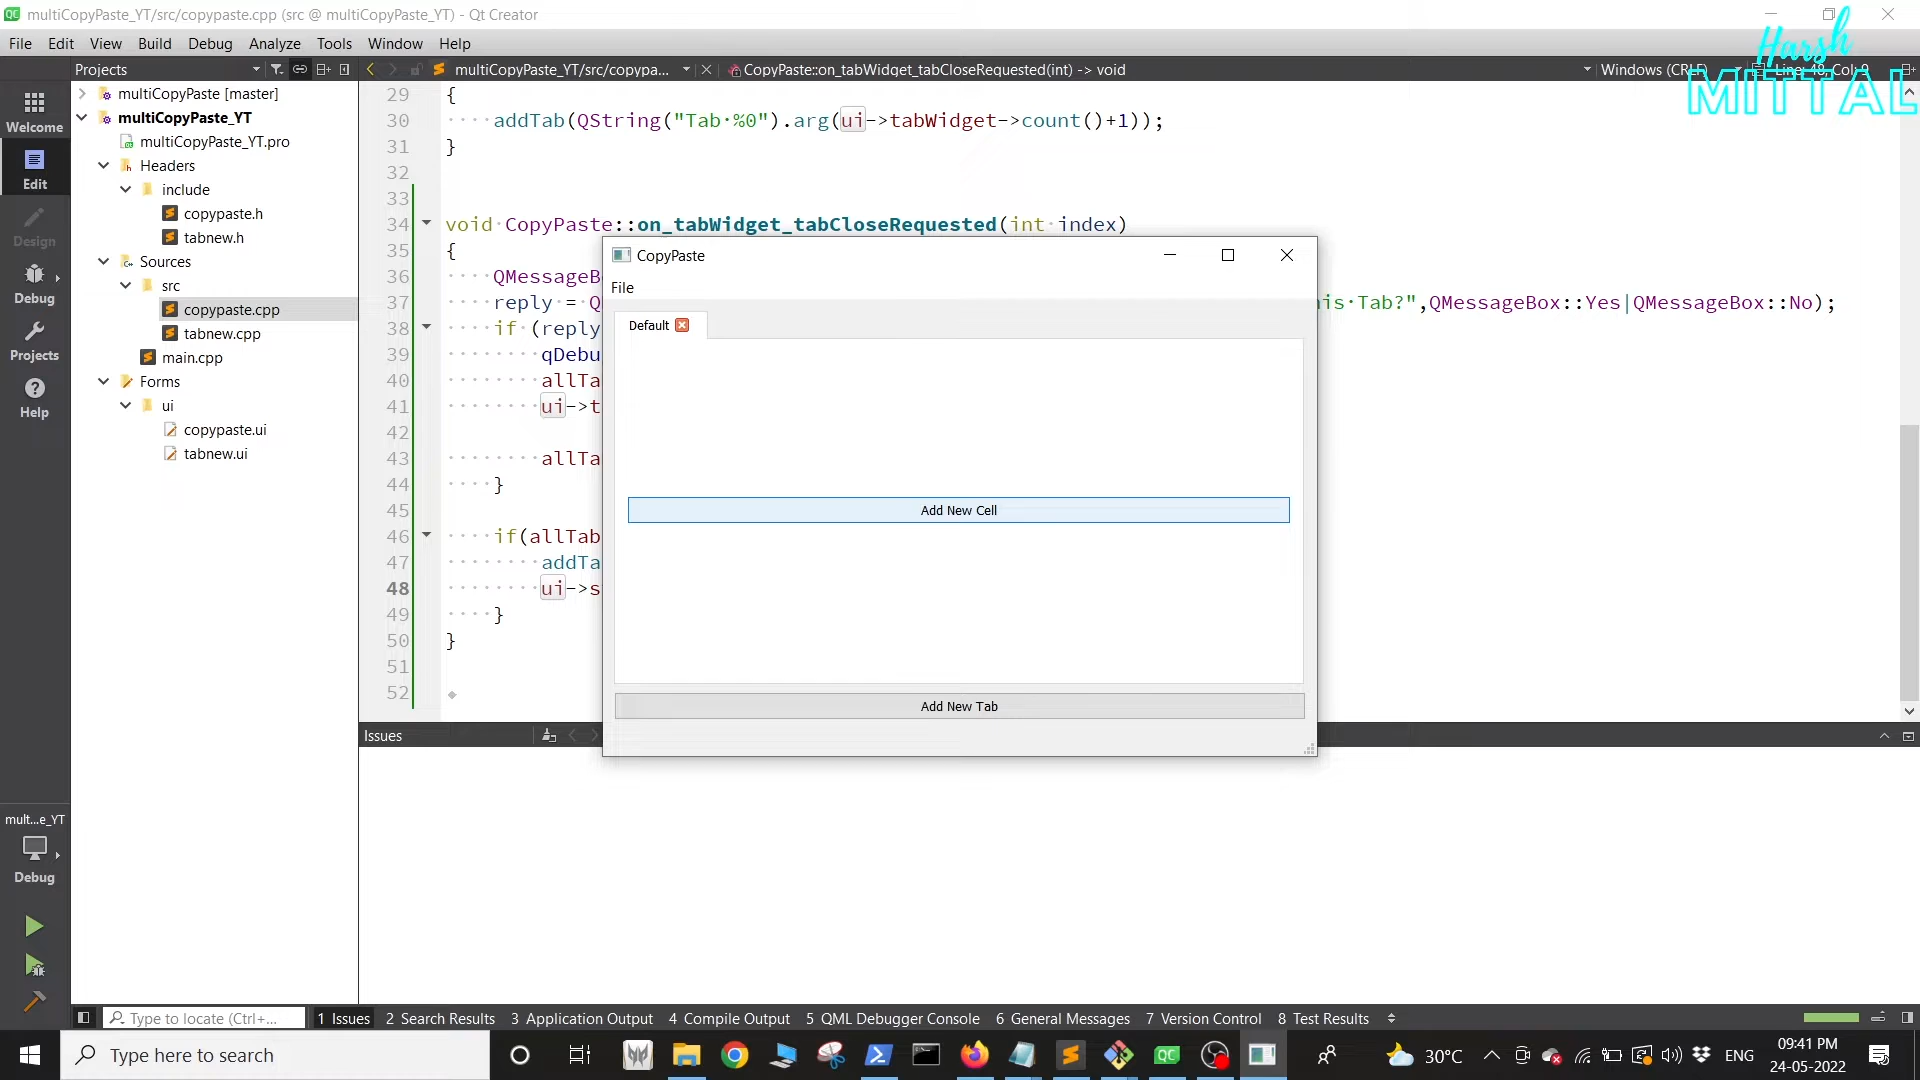 multiCopyPaste_YT/src/copypaste.cpp (src @ multiCopyPaste_YT) - Qt Creator
File Edit View Build Debug Analyze Tools Window Help
Harsh
MITTAL
Projects
multiCopyPaste_YT/src/copypa...
CopyPaste::on_tabWidget_tabCloseRequested(int) -> void
Windows (CRLF)
Line: 48, Col: 9
Welcome
Edit
Design
Debug
Projects
Help
multiCopyPaste [master]
multiCopyPaste_YT
multiCopyPaste_YT.pro
Headers
include
copypaste.h
tabnew.h
Sources
src
copypaste.cpp
tabnew.cpp
main.cpp
Forms
ui
copypaste.ui
tabnew.ui
29 {
30 addTab(QString("Tab·%0").arg(ui->tabWidget->count()+1));
31 }
32
33
34 void·CopyPaste::on_tabWidget_tabCloseRequested(int·index)
35 {
36 QMessageB
37 reply·=·Q his·Tab?",QMessageBox::Yes|QMessageBox::No);
38 if·(reply
39 qDebu
40 allTa
41 ui->t
42
43 allTa
44 }
45
46 if(allTab
47 addTa
48 ui->s
49 }
50 }
51
52
CopyPaste
File
Default
Add New Cell
Add New Tab
Issues
mult...e_YT
Debug
Type to locate (Ctrl+...
1 Issues 2 Search Results 3 Application Output 4 Compile Output 5 QML Debugger Console 6 General Messages 7 Version Control 8 Test Results
Type here to search
QC
30°C
ENG
09:41 PM
24-05-2022